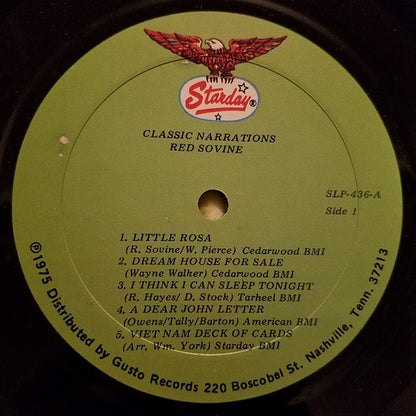 Starday®
CLASSIC NARRATIONS
RED SOVINE
SLP-436-A
Side 1
1. LITTLE ROSA
(R. Sovine/W. Pierce) Cedarwood BMI
2. DREAM HOUSE FOR SALE
(Wayne Walker) Cedarwood BMI
3. I THINK I CAN SLEEP TONIGHT
(R. Hayes/ D. Stock) Tarheel BMI
4. A DEAR JOHN LETTER
(Owens/Tally/Barton) American BMI
5. VIET NAM DECK OF CARDS
(Arr. Wm. York) Starday BMI
Ⓟ1975 Distributed by Gusto Records 220 Boscobel St. Nashville, Tenn. 37213